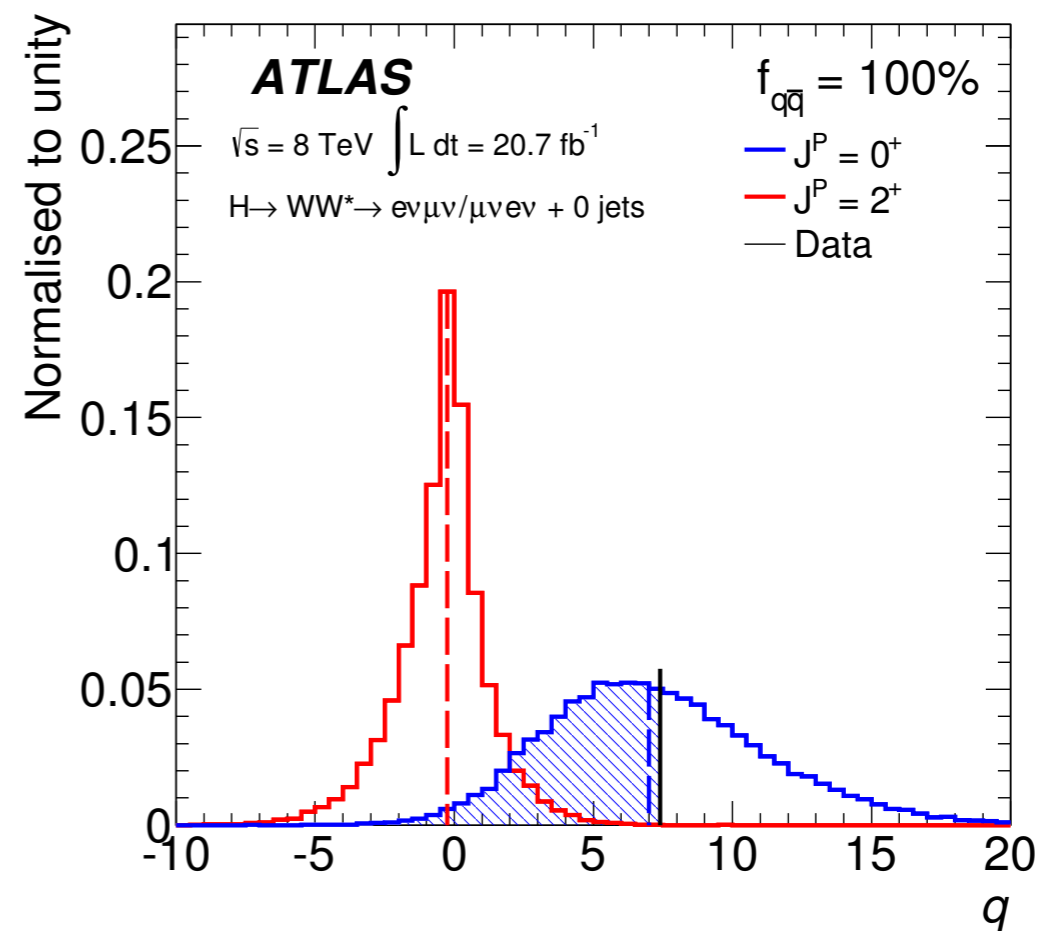 Normalised to unity
ATLAS
√s = 8 TeV ∫L dt = 20.7 fb⁻¹
H→ WW*→ eνμν/μνeν + 0 jets
f_qq̅ = 100%
Jᴾ = 0⁺
Jᴾ = 2⁺
Data
0.25
0.2
0.15
0.1
0.05
0
-10 -5 0 5 10 15 20
q